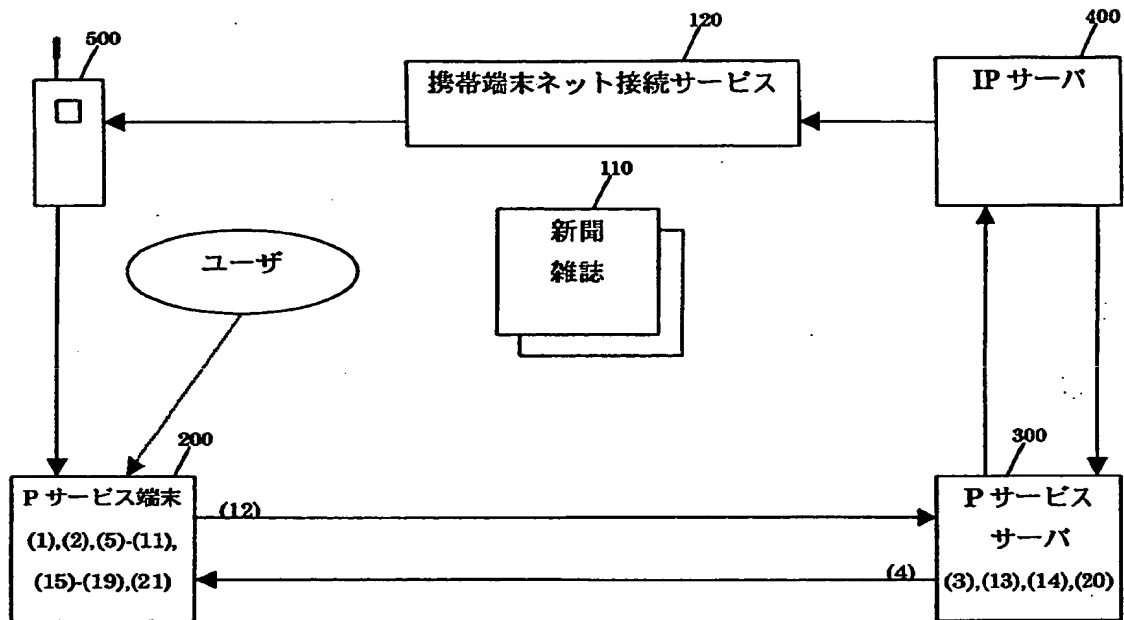 500
120
400
携帯端末ネット接続サービス
IP サーバ
110
新聞
雑誌
ユーザ
200
300
P サービス端末
(1),(2),(5)-(11),
(15)-(19),(21)
(12)
(4)
P サービス
サーバ
(3),(13),(14),(20)